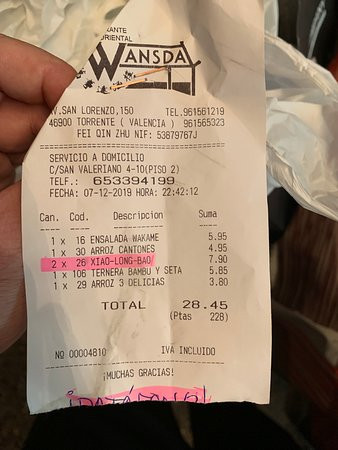 RANTE
ORIENTAL
WANSDA
AV.SAN LORENZO,150 TEL.961561219
46900 TORRENTE ( VALENCIA ) 961565323
FEI QIN ZHU NIF: 53879767J
SERVICIO A DOMICILIO
C/SAN VALERIANO 4-10(PISO 2)
TELF.: 653394199
FECHA: 07-12-2019 HORA: 22:42:12
Can. Cod. Descripcion Suma
1 x 16 ENSALADA WAKAME 5.95
1 x 30 ARROZ CANTONES 4.95
2 x 26 XIAO-LONG-BAO 7.90
1 x 106 TERNERA BAMBU Y SETA 5.85
1 x 29 ARROZ 3 DELICIAS 3.80
TOTAL 28.45
(Ptas 228)
NO 00004810 IVA INCLUIDO
¡MUCHAS GRACIAS!